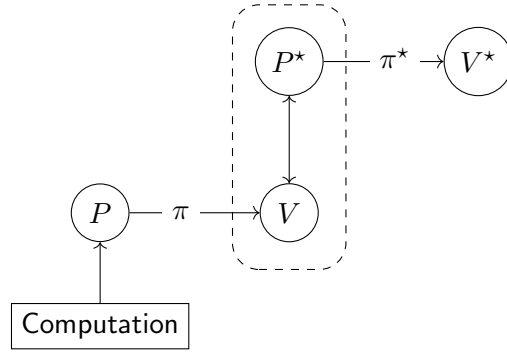 P⋆ π⋆ V⋆
P π V
Computation